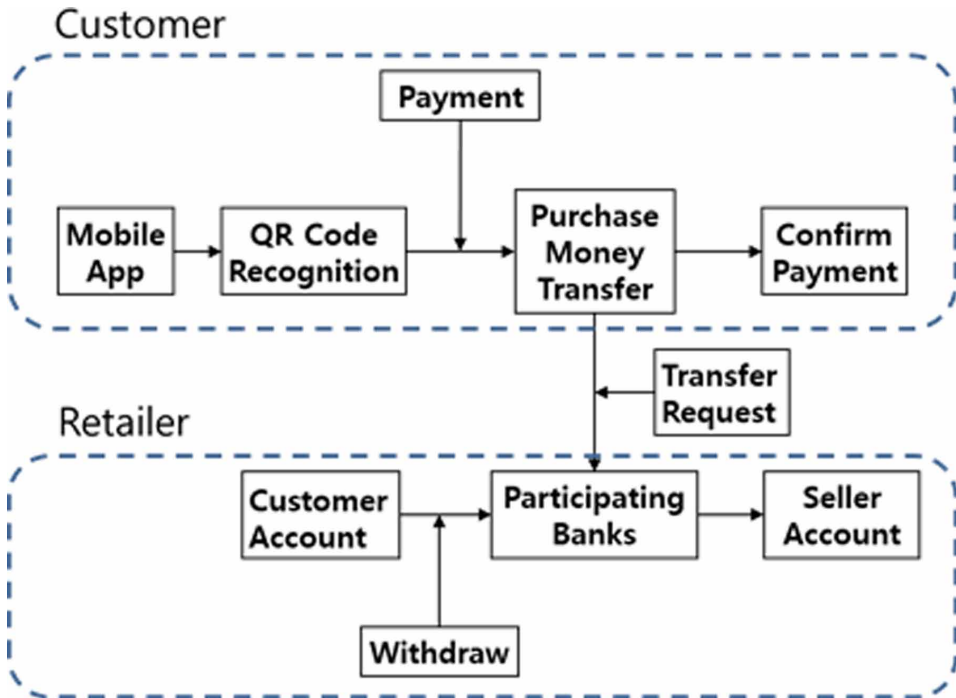 Customer
Payment
Mobile
App
QR Code
Recognition
Purchase
Money
Transfer
Confirm
Payment
Transfer
Request
Retailer
Customer
Account
Participating
Banks
Seller
Account
Withdraw